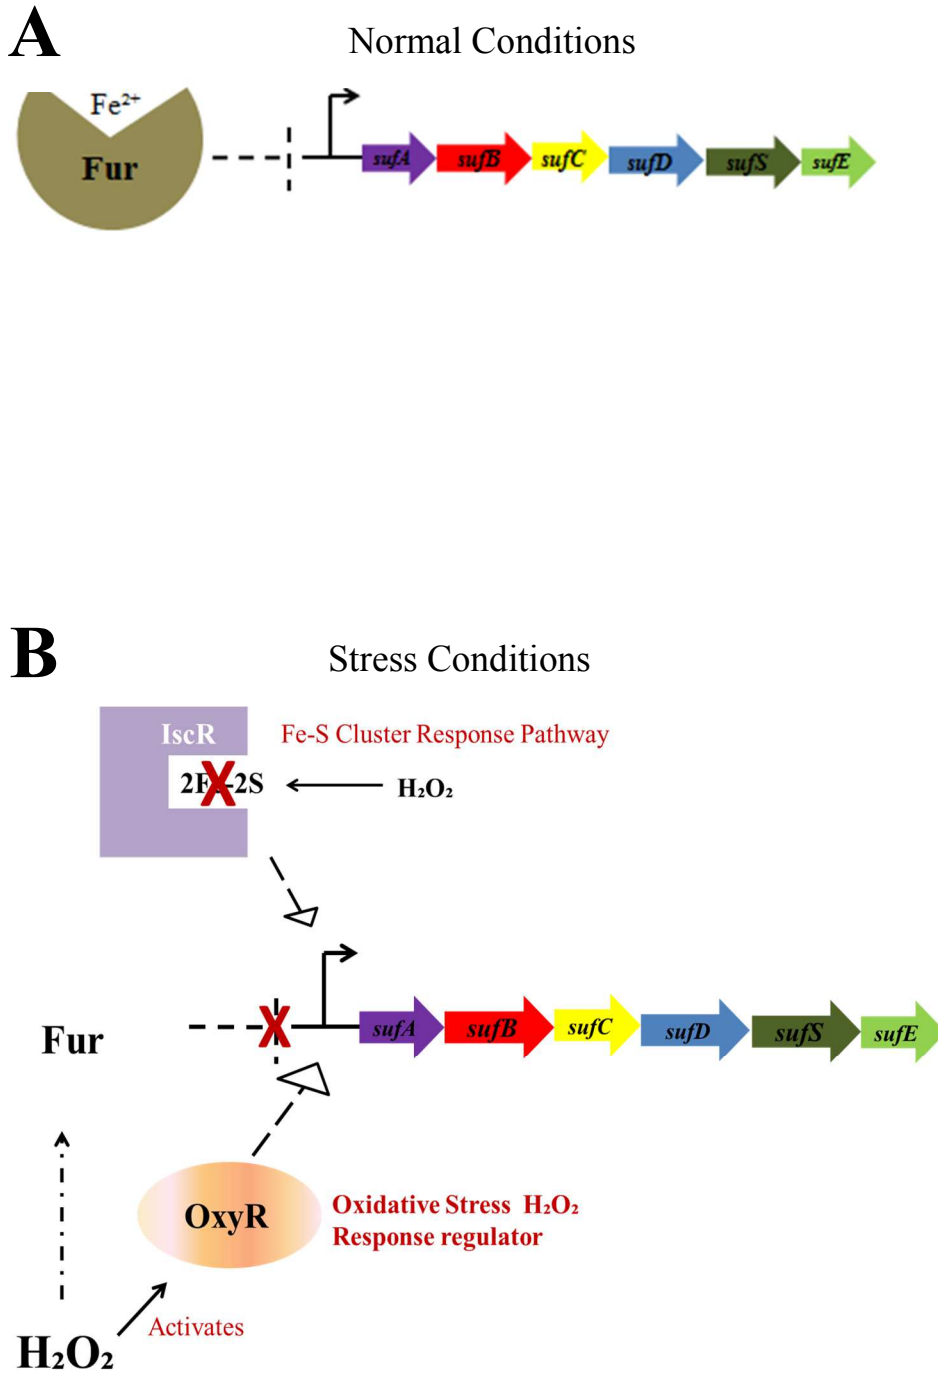 A
Normal Conditions
Fe²⁺
Fur
sufA sufB sufC sufD sufS sufE
B
Stress Conditions
IscR
Fe-S Cluster Response Pathway
-2S
H₂O₂
Fur
X
sufA sufB sufC sufD sufS sufE
OxyR
Oxidative Stress H₂O₂
Response regulator
Activates
H₂O₂